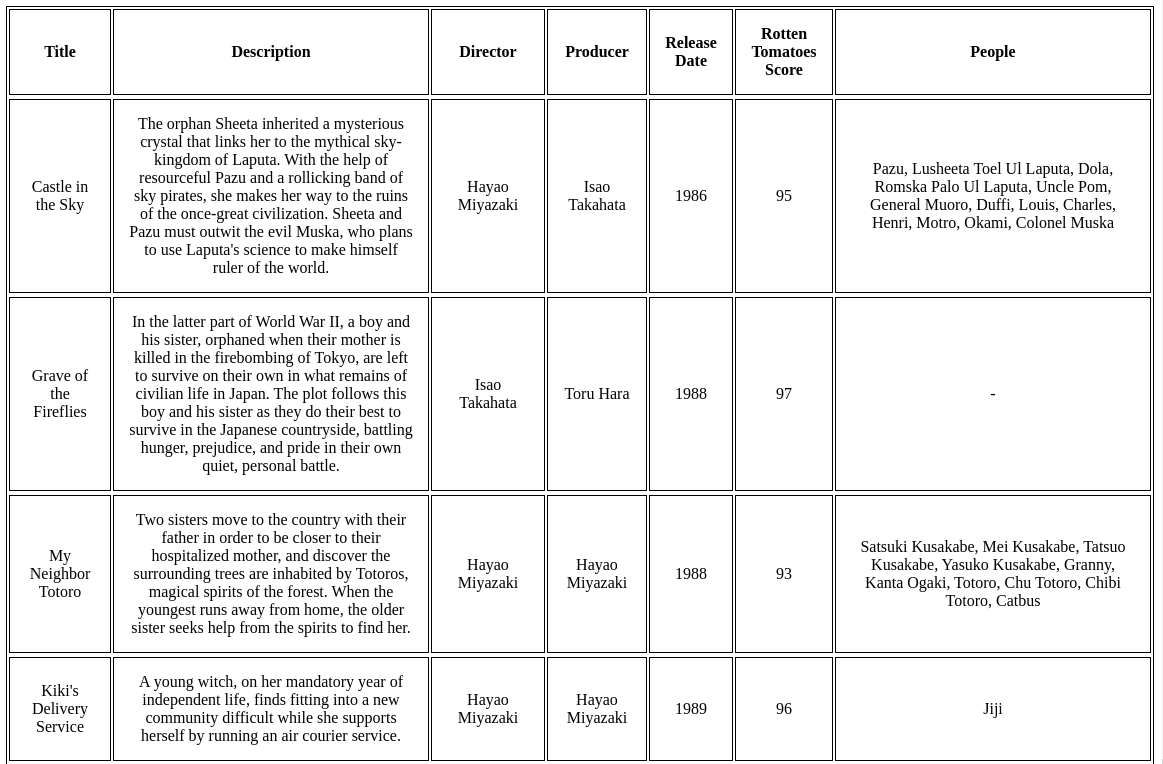 Title
Description
Director
Producer
Release
Date
Rotten
Tomatoes
Score
People
Castle in
the Sky
The orphan Sheeta inherited a mysterious
crystal that links her to the mythical sky-
kingdom of Laputa. With the help of
resourceful Pazu and a rollicking band of
sky pirates, she makes her way to the ruins
of the once-great civilization. Sheeta and
Pazu must outwit the evil Muska, who plans
to use Laputa's science to make himself
ruler of the world.
Hayao
Miyazaki
Isao
Takahata
1986
95
Pazu, Lusheeta Toel Ul Laputa, Dola,
Romska Palo Ul Laputa, Uncle Pom,
General Muoro, Duffi, Louis, Charles,
Henri, Motro, Okami, Colonel Muska
Grave of
the
Fireflies
In the latter part of World War II, a boy and
his sister, orphaned when their mother is
killed in the firebombing of Tokyo, are left
to survive on their own in what remains of
civilian life in Japan. The plot follows this
boy and his sister as they do their best to
survive in the Japanese countryside, battling
hunger, prejudice, and pride in their own
quiet, personal battle.
Isao
Takahata
Toru Hara
1988
97
-
My
Neighbor
Totoro
Two sisters move to the country with their
father in order to be closer to their
hospitalized mother, and discover the
surrounding trees are inhabited by Totoros,
magical spirits of the forest. When the
youngest runs away from home, the older
sister seeks help from the spirits to find her.
Hayao
Miyazaki
Hayao
Miyazaki
1988
93
Satsuki Kusakabe, Mei Kusakabe, Tatsuo
Kusakabe, Yasuko Kusakabe, Granny,
Kanta Ogaki, Totoro, Chu Totoro, Chibi
Totoro, Catbus
Kiki's
Delivery
Service
A young witch, on her mandatory year of
independent life, finds fitting into a new
community difficult while she supports
herself by running an air courier service.
Hayao
Miyazaki
Hayao
Miyazaki
1989
96
Jiji